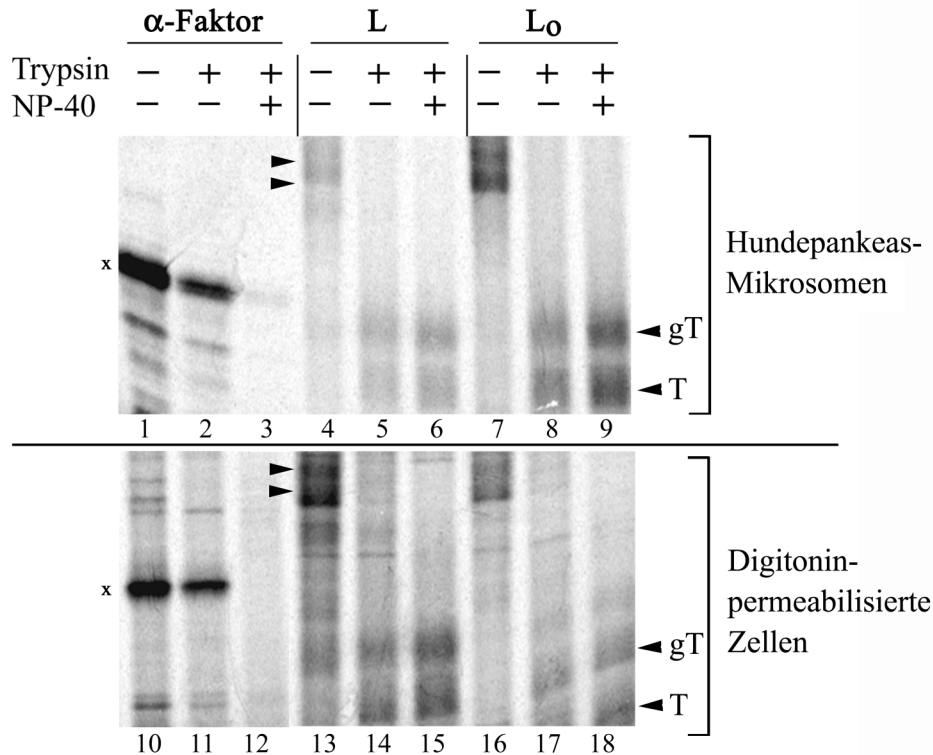 α-Faktor L Lo
Trypsin − + + − + + − + +
NP-40 − − + − − + − − +
x
Hundepankeas-
Mikrosomen
gT
T
1 2 3 4 5 6 7 8 9
x
Digitonin-
permeabilisierte
Zellen
gT
T
10 11 12 13 14 15 16 17 18